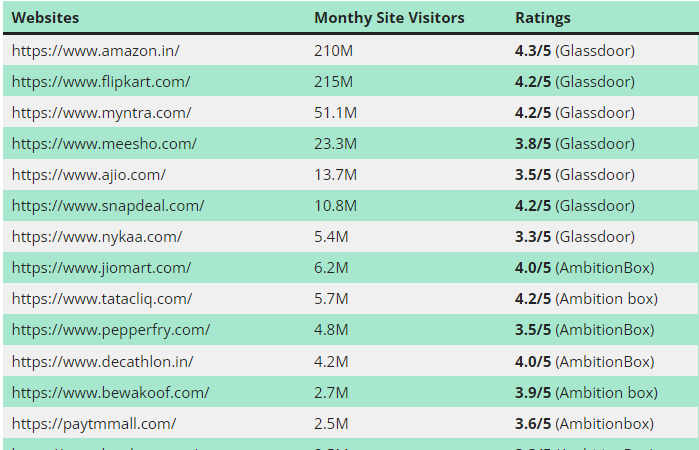 Websites Monthy Site Visitors Ratings
https://www.amazon.in/ 210M 4.3/5 (Glassdoor)
https://www.flipkart.com/ 215M 4.2/5 (Glassdoor)
https://www.myntra.com/ 51.1M 4.2/5 (Glassdoor)
https://www.meesho.com/ 23.3M 3.8/5 (Glassdoor)
https://www.ajio.com/ 13.7M 3.5/5 (Glassdoor)
https://www.snapdeal.com/ 10.8M 4.2/5 (Glassdoor)
https://www.nykaa.com/ 5.4M 3.3/5 (Glassdoor)
https://www.jiomart.com/ 6.2M 4.0/5 (AmbitionBox)
https://www.tatacliq.com/ 5.7M 4.2/5 (Ambition box)
https://www.pepperfry.com/ 4.8M 3.5/5 (AmbitionBox)
https://www.decathlon.in/ 4.2M 4.0/5 (AmbitionBox)
https://www.bewakoof.com/ 2.7M 3.9/5 (Ambition box)
https://paytmmall.com/ 2.5M 3.6/5 (Ambitionbox)